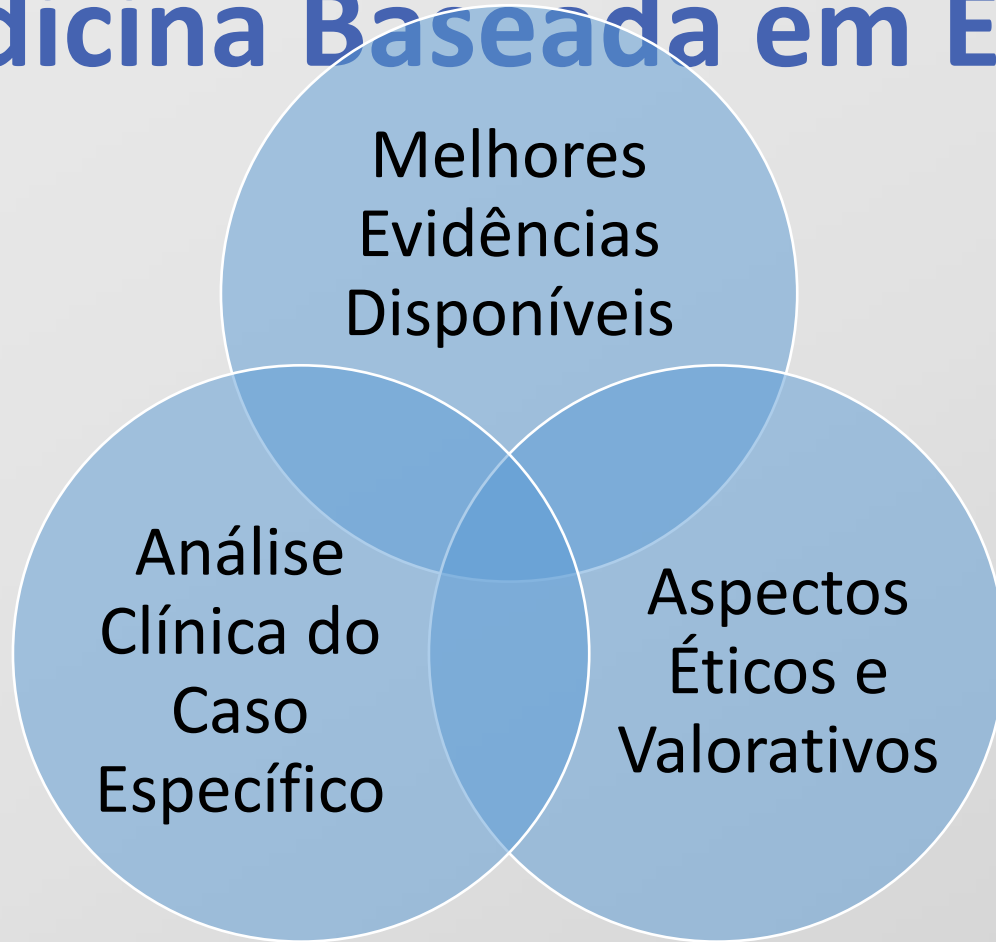 dicina Baseada em E
Melhores
Evidências
Disponíveis
Análise
Clínica do
Caso
Específico
Aspectos
Éticos e
Valorativos